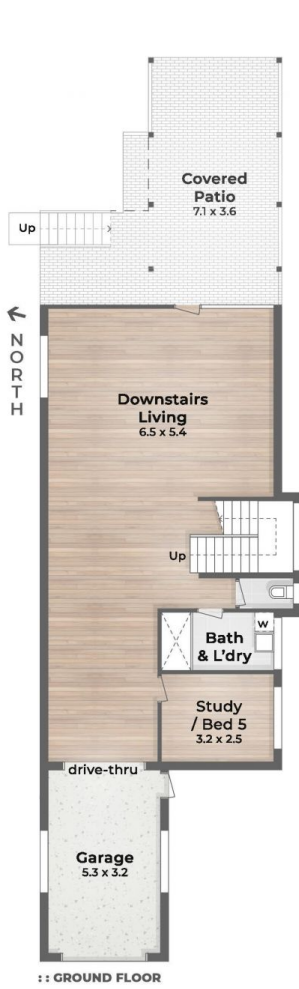 Covered
Patio
7.1 x 3.6
Up
NORTH
Downstairs
Living
6.5 x 5.4
Up
W
Bath
& L'dry
Study
/ Bed 5
3.2 x 2.5
drive-thru
Garage
5.3 x 3.2
:: GROUND FLOOR